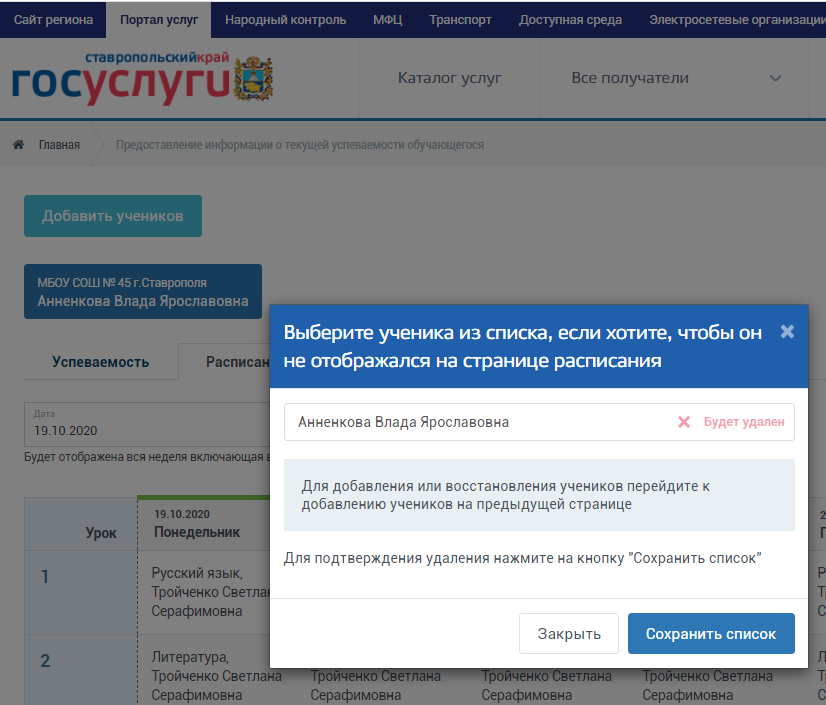 Сайт региона Портал услуг Народный контроль МФЦ Транспорт Доступная среда Электросетевые организации
ставропольскийкрай
госуслуги
Каталог услуг Все получатели
Главная Предоставление информации о текущей успеваемости обучающегося
Добавить учеников
МБОУ СОШ № 45 г.Ставрополя
Анненкова Влада Ярославовна
Выберите ученика из списка, если хотите, чтобы он
не отображался на странице расписания
Успеваемость Расписан
Анненкова Влада Ярославовна Будет удален
Дата
19.10.2020
Будет отображена вся неделя включающая в
Для добавления или восстановления учеников перейдите к
добавлению учеников на предыдущей странице
Для подтверждения удаления нажмите на кнопку "Сохранить список"
Закрыть Сохранить список
Урок
19.10.2020
Понедельник
1
Русский язык,
Тройченко Светлан
Серафимовна
2
Литература,
Тройченко Светлана Тройченко Светлана Тройченко Светлана Тройченко Светлана
Серафимовна Серафимовна Серафимовна Серафимовна